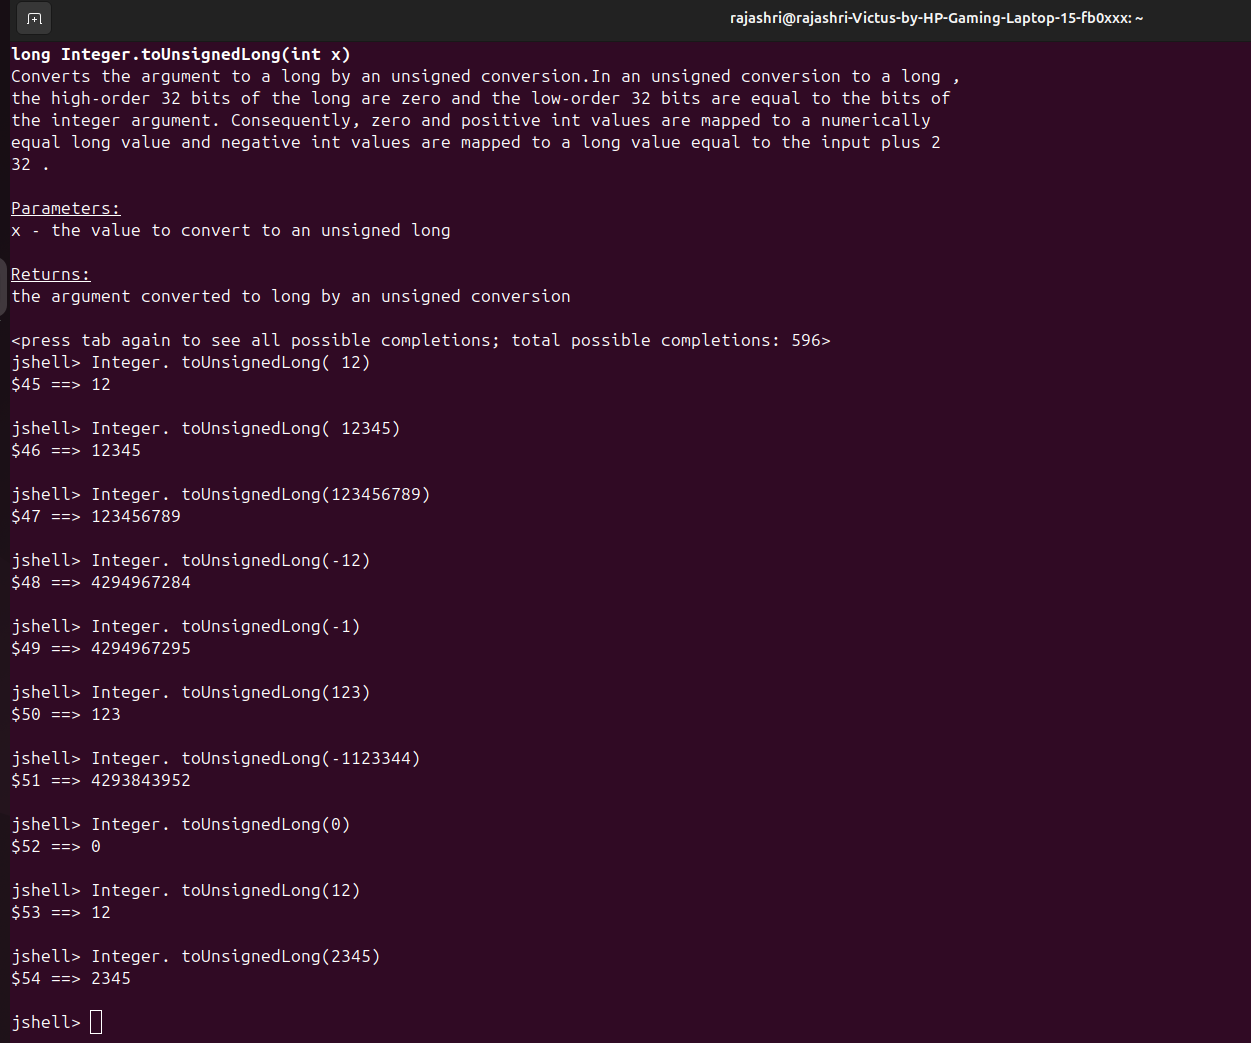 rajashri@rajashri-Victus-by-HP-Gaming-Laptop-15-fb0xxx: ~
long Integer.toUnsignedLong(int x)
Converts the argument to a long by an unsigned conversion.In an unsigned conversion to a long ,
the high-order 32 bits of the long are zero and the low-order 32 bits are equal to the bits of
the integer argument. Consequently, zero and positive int values are mapped to a numerically
equal long value and negative int values are mapped to a long value equal to the input plus 2
32 .
Parameters:
x - the value to convert to an unsigned long
Returns:
the argument converted to long by an unsigned conversion
<press tab again to see all possible completions; total possible completions: 596>
jshell> Integer. toUnsignedLong( 12)
$45 ==> 12
jshell> Integer. toUnsignedLong( 12345)
$46 ==> 12345
jshell> Integer. toUnsignedLong(123456789)
$47 ==> 123456789
jshell> Integer. toUnsignedLong(-12)
$48 ==> 4294967284
jshell> Integer. toUnsignedLong(-1)
$49 ==> 4294967295
jshell> Integer. toUnsignedLong(123)
$50 ==> 123
jshell> Integer. toUnsignedLong(-1123344)
$51 ==> 4293843952
jshell> Integer. toUnsignedLong(0)
$52 ==> 0
jshell> Integer. toUnsignedLong(12)
$53 ==> 12
jshell> Integer. toUnsignedLong(2345)
$54 ==> 2345
jshell>